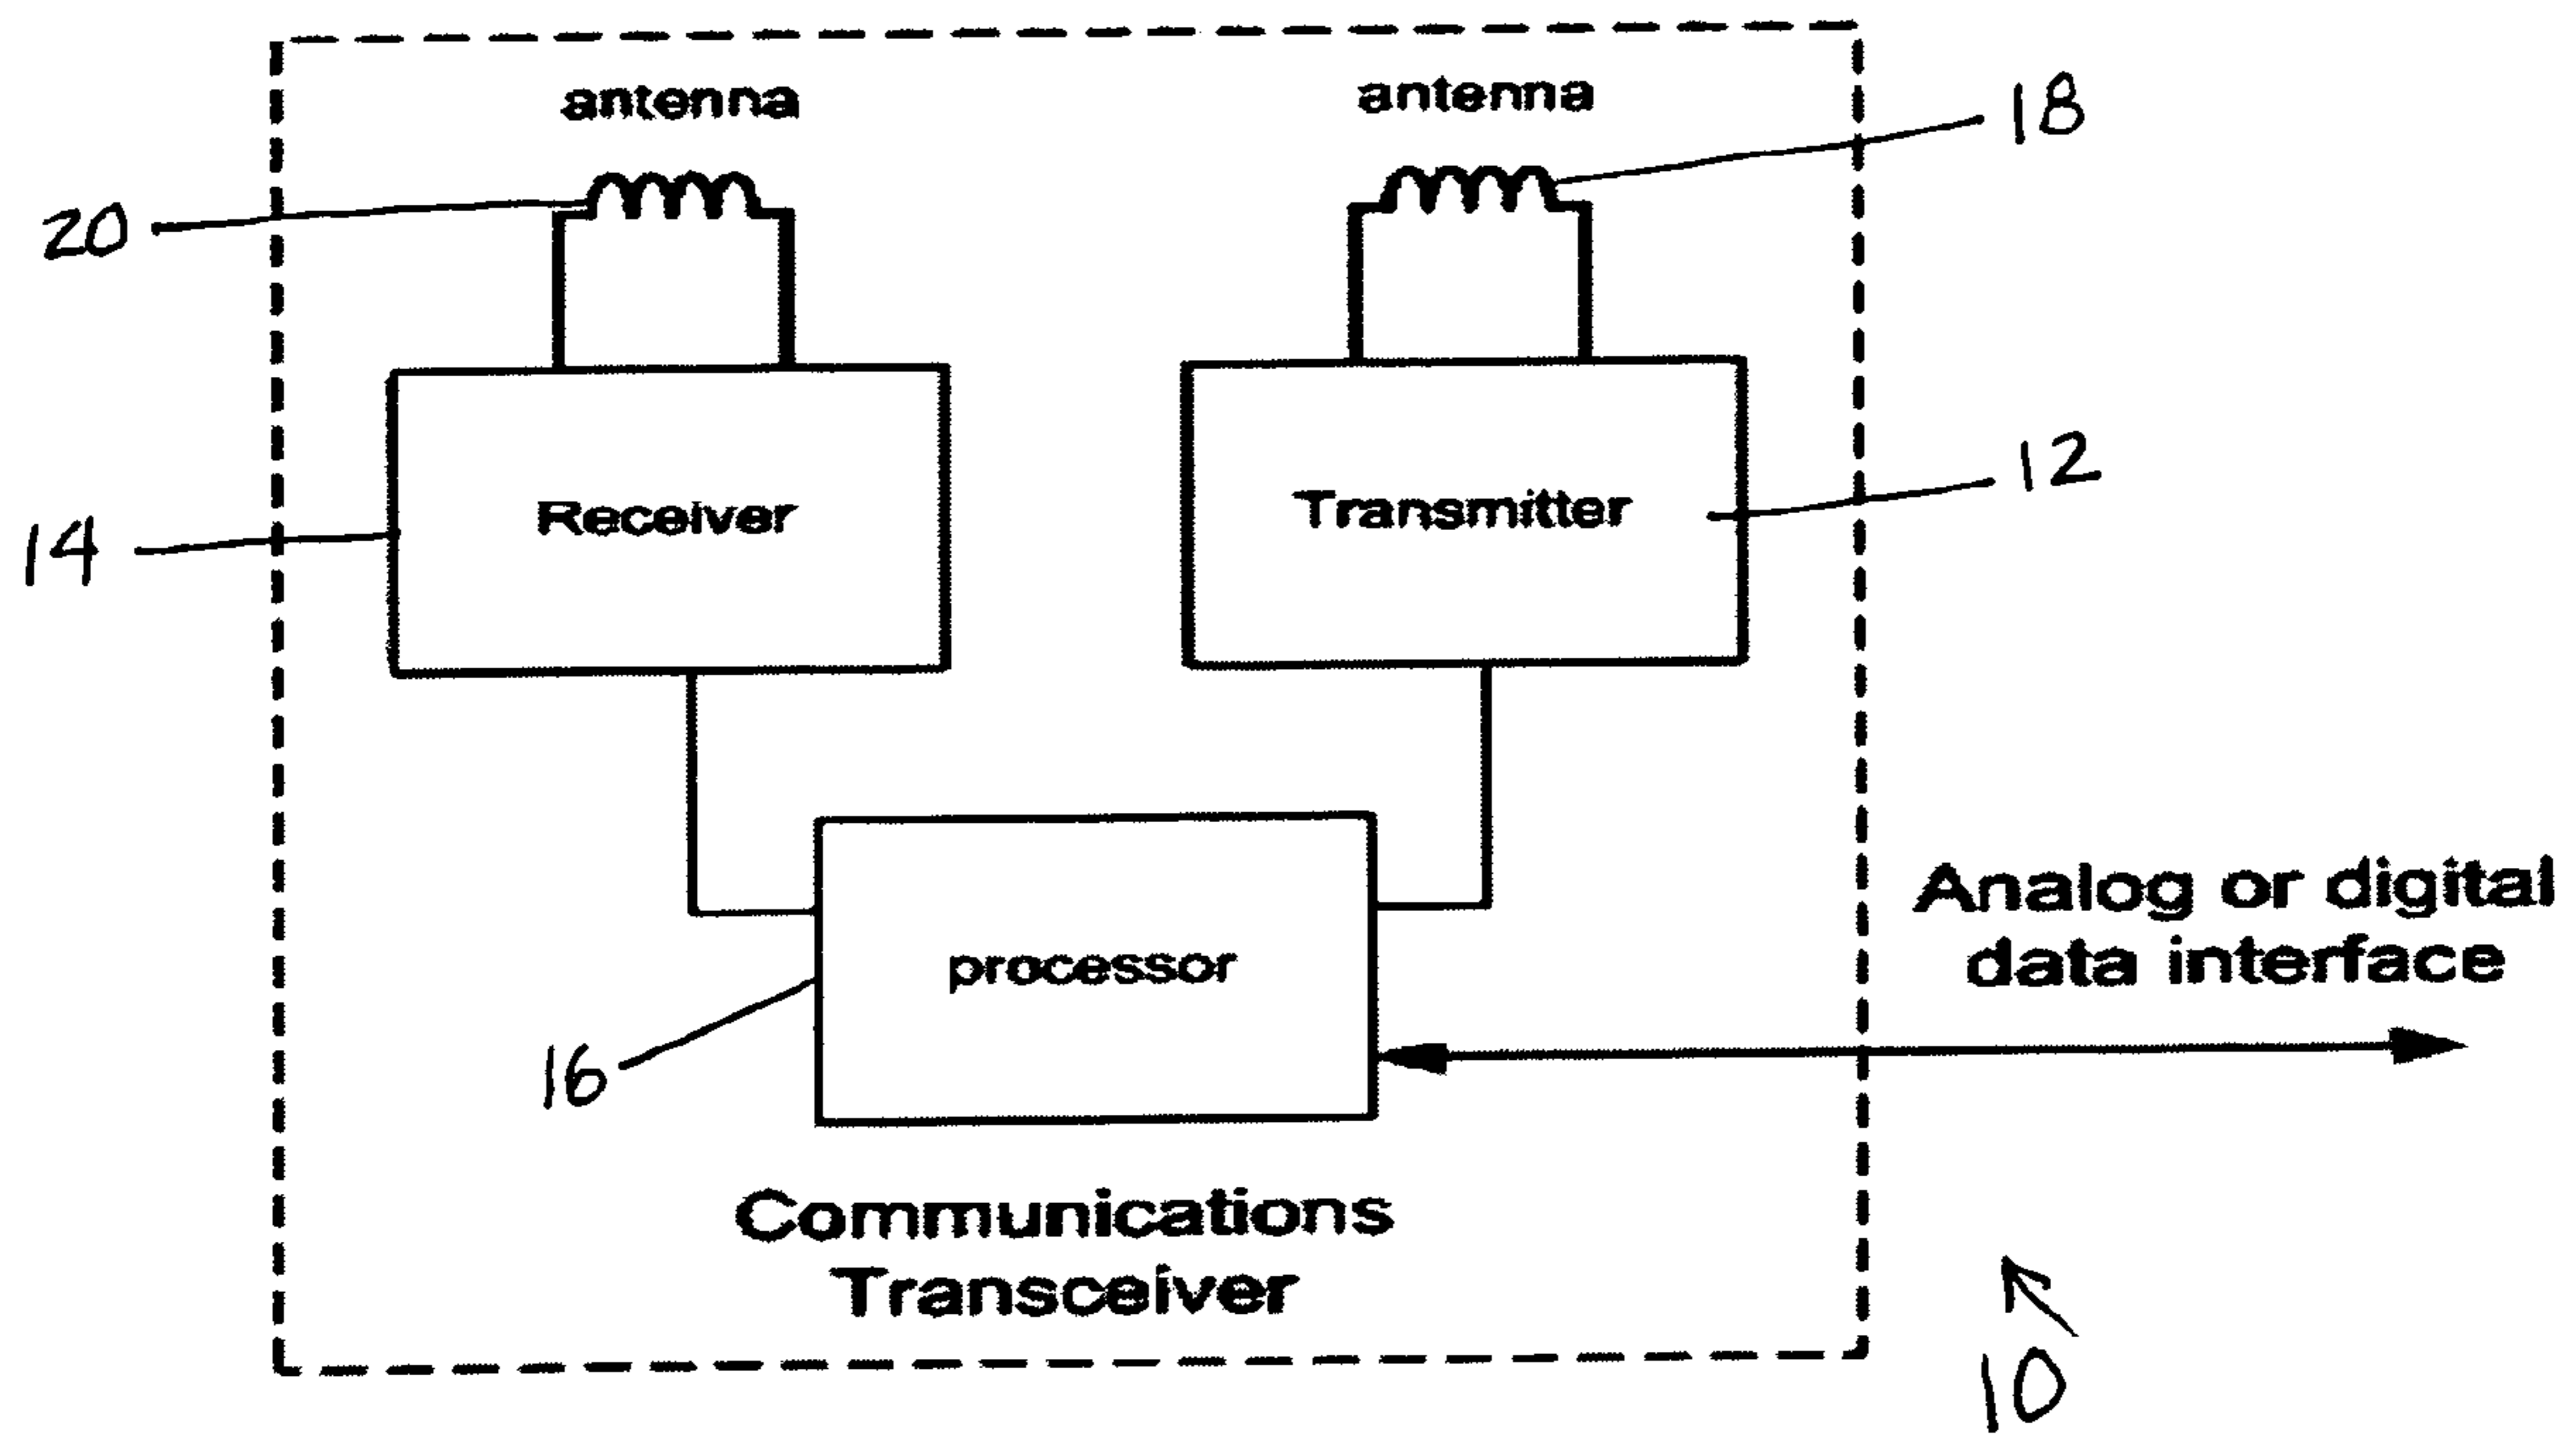 antenna
antenna
18
20
Receiver
Transmitter
12
14
processor
Analog or digital
data interface
16
Communications
Transceiver
10